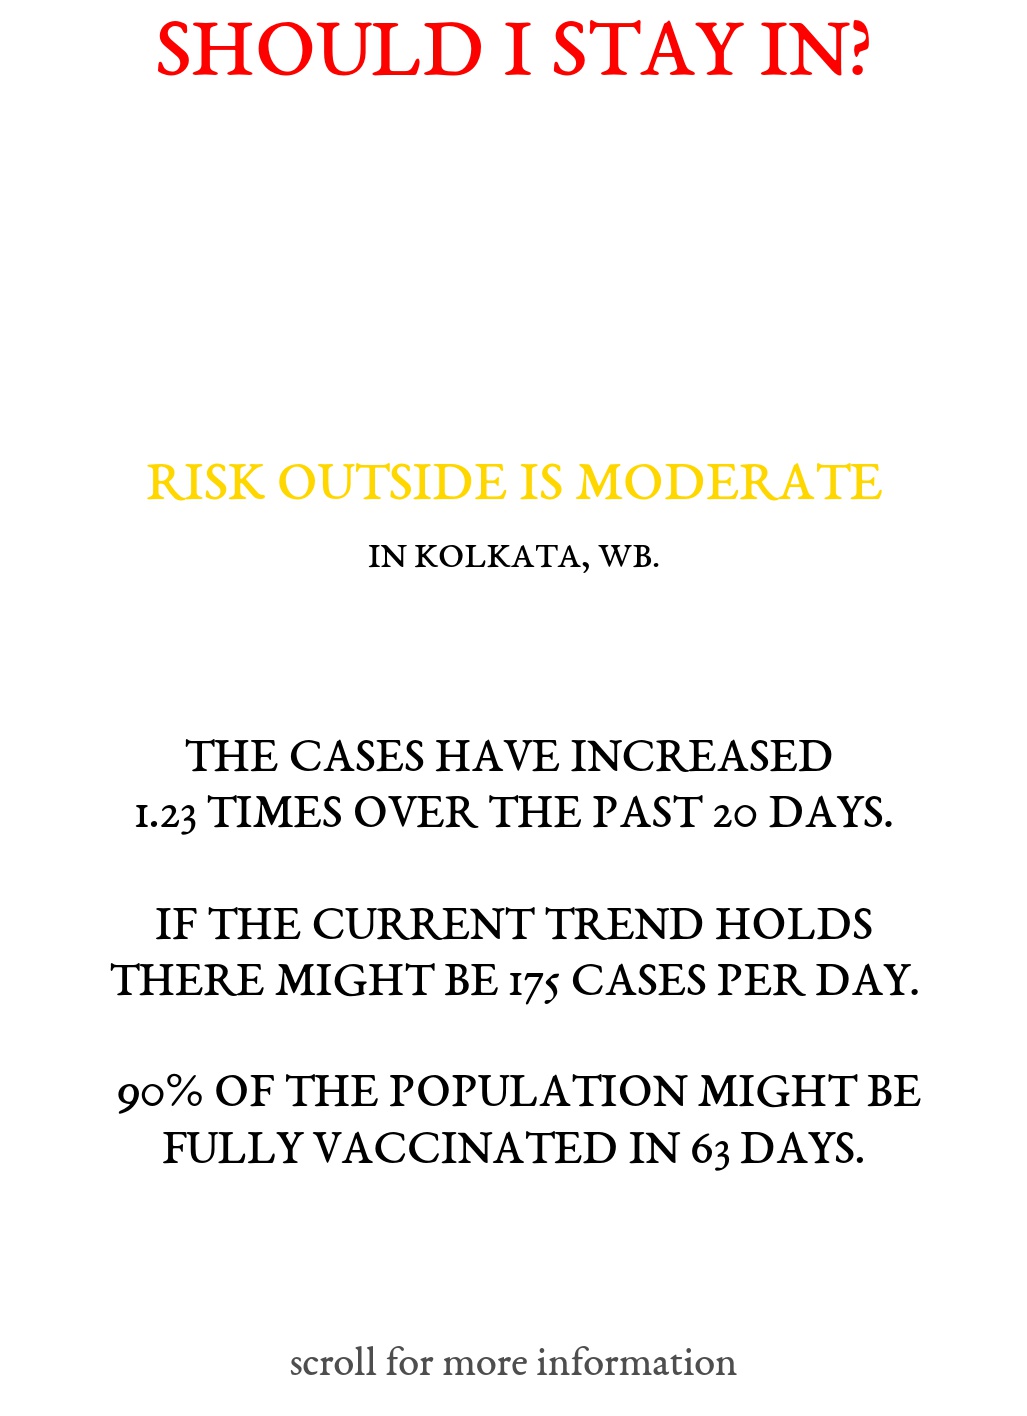 SHOULD I STAY IN?
RISK OUTSIDE IS MODERATE
IN KOLKATA, WB.
THE CASES HAVE INCREASED
1.23 TIMES OVER THE PAST 20 DAYS.
IF THE CURRENT TREND HOLDS
THERE MIGHT BE 175 CASES PER DAY.
90% OF THE POPULATION MIGHT BE
FULLY VACCINATED IN 63 DAYS.
scroll for more information